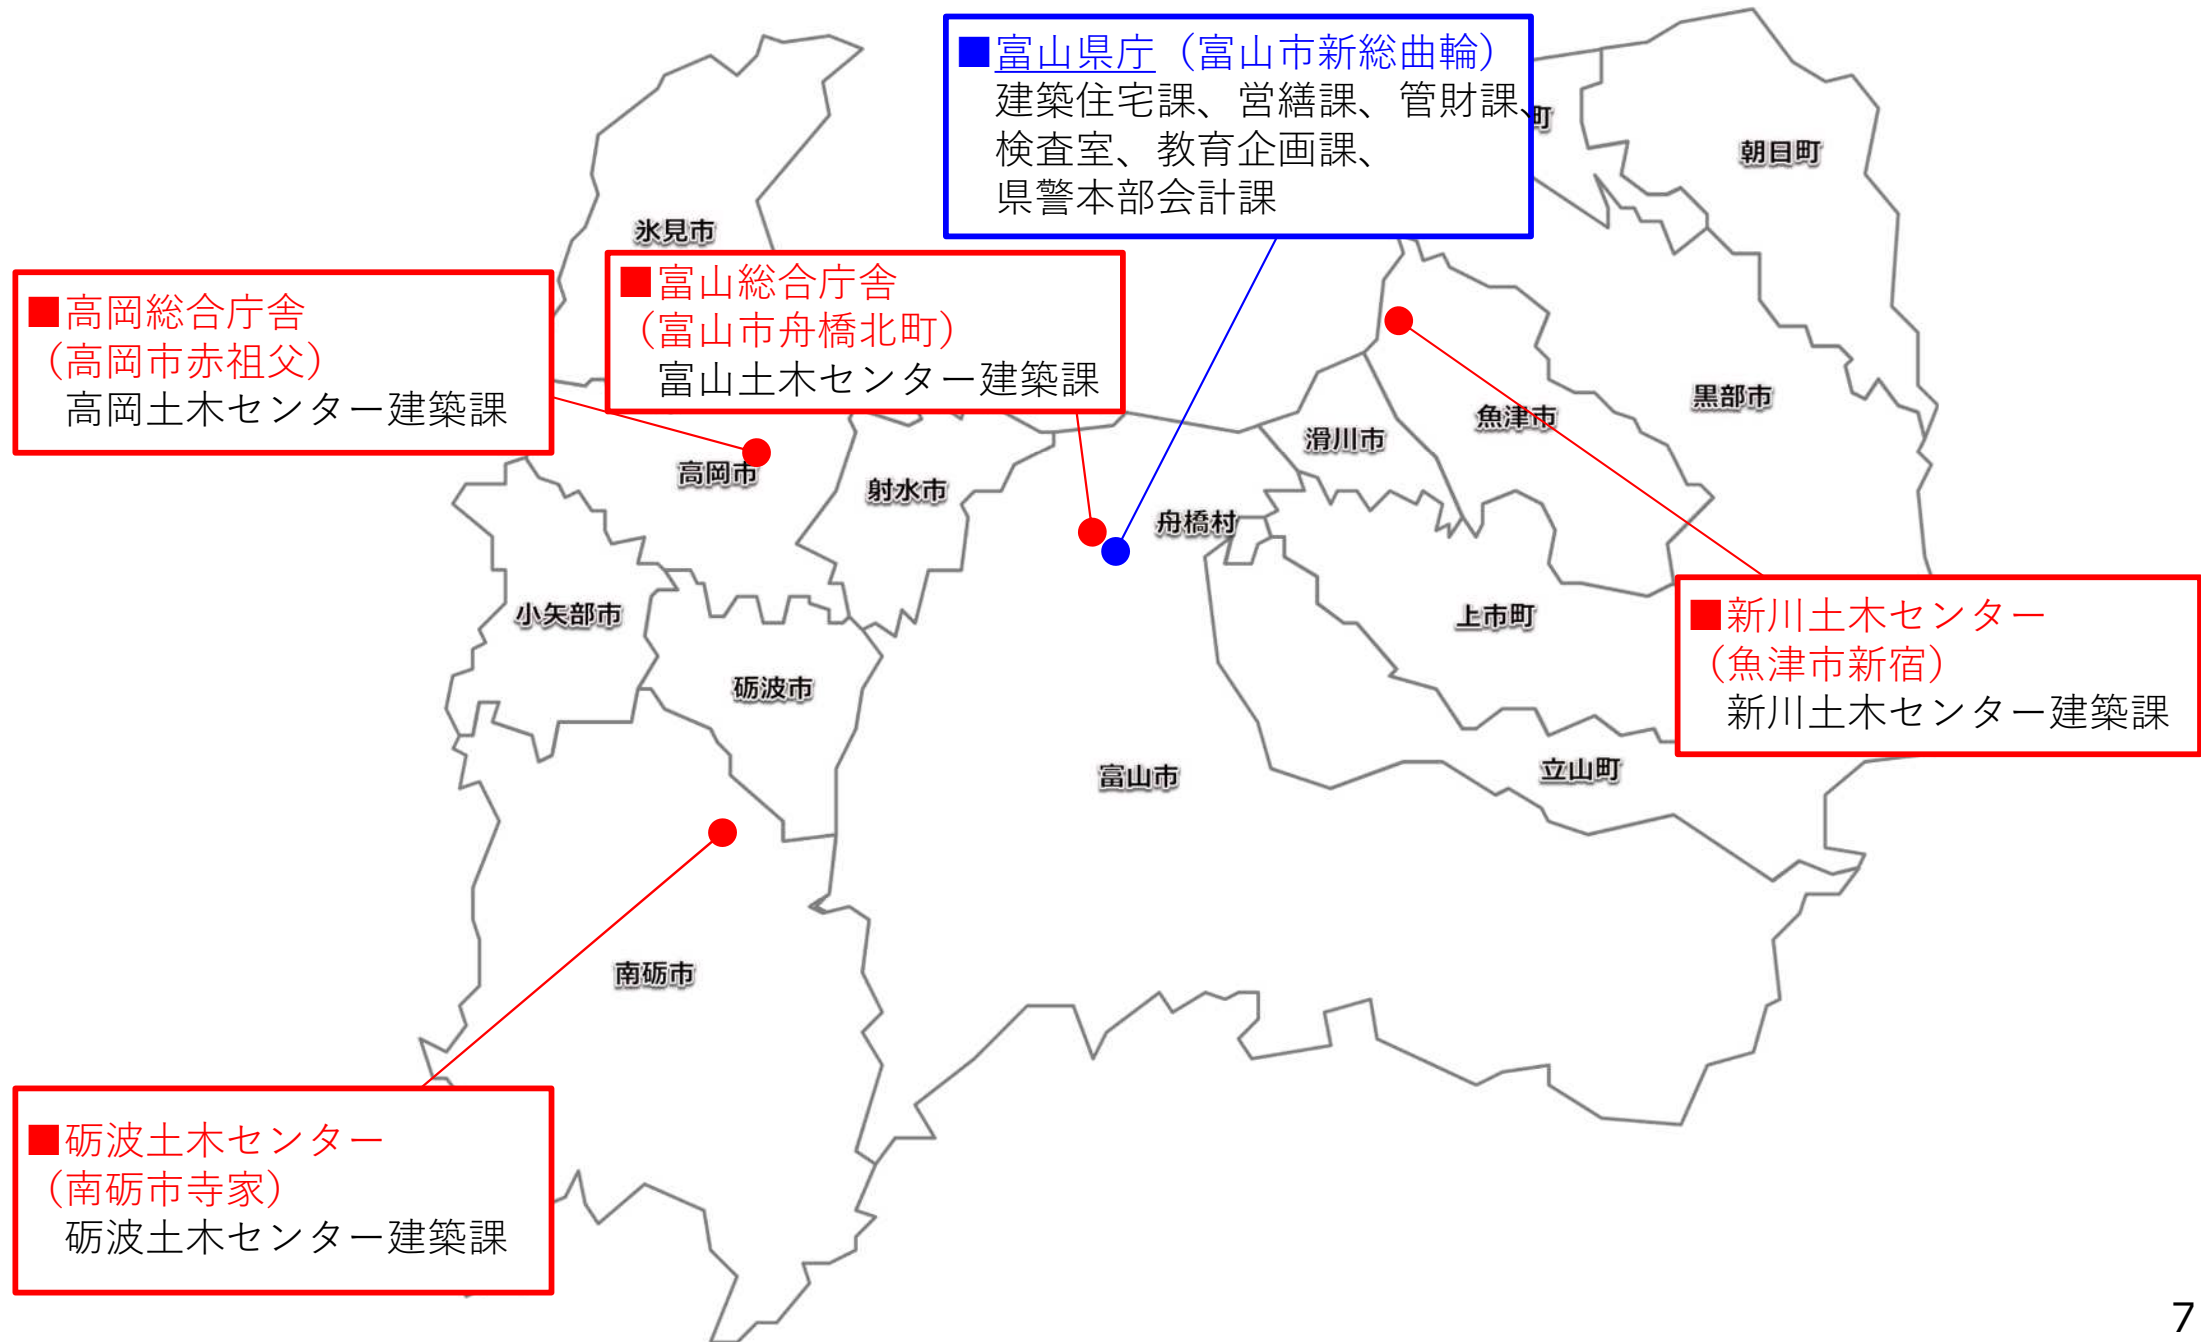 ■富山県庁（富山市新総曲輪）
建築住宅課、営繕課、管財課、
検査室、教育企画課、
県警本部会計課
町
朝日町
氷見市
■高岡総合庁舎
（高岡市赤祖父）
高岡土木センター建築課
■富山総合庁舎
（富山市舟橋北町）
富山土木センター建築課
黒部市
魚津市
滑川市
高岡市
射水市
舟橋村
小矢部市
上市町
■新川土木センター
（魚津市新宿）
新川土木センター建築課
砺波市
富山市
立山町
南砺市
■砺波土木センター
（南砺市寺家）
砺波土木センター建築課
7